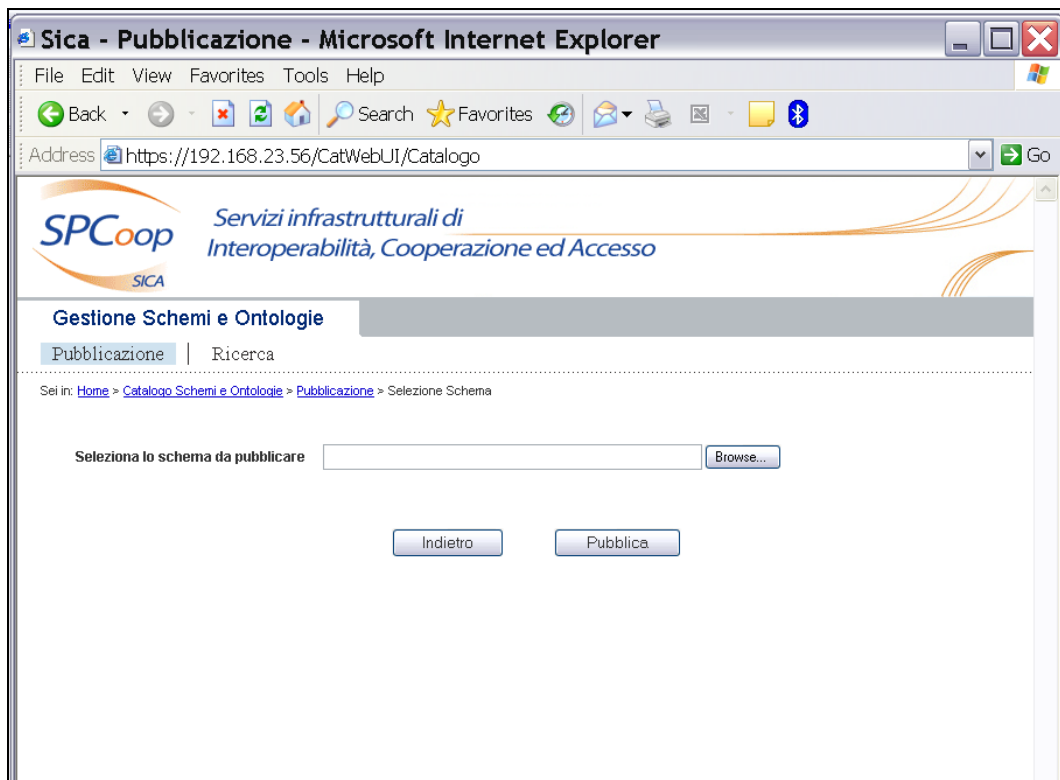 Sica - Pubblicazione - Microsoft Internet Explorer
File Edit View Favorites Tools Help
Back Search Favorites
Address https://192.168.23.56/CatWebUI/Catalogo Go
SPCoop
SICA
Servizi infrastrutturali di
Interoperabilità, Cooperazione ed Accesso
Gestione Schemi e Ontologie
Pubblicazione | Ricerca
Sei in: Home > Catalogo Schemi e Ontologie > Pubblicazione > Selezione Schema
Seleziona lo schema da pubblicare Browse...
Indietro Pubblica